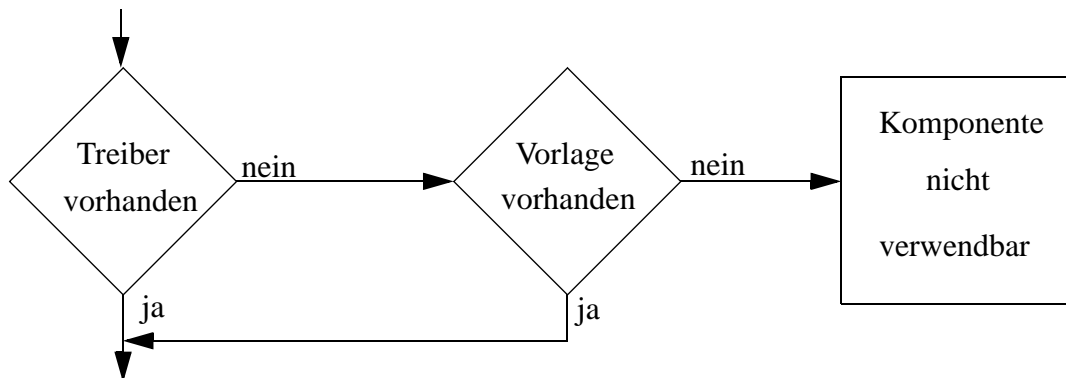 Treiber
vorhanden
nein
ja
Vorlage
vorhanden
nein
ja
Komponente
nicht
verwendbar